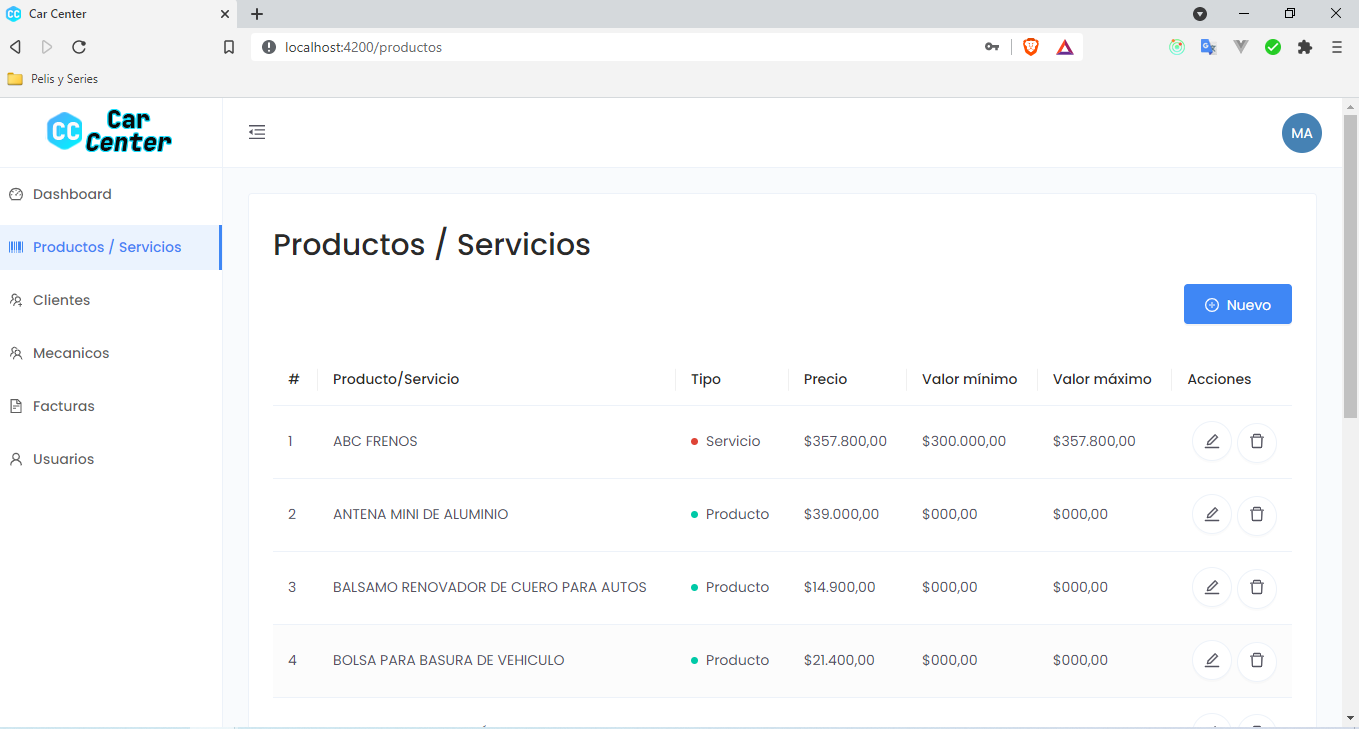 Car Center
localhost:4200/productos
Pelis y Series
CC Car
Center
MA
Dashboard
Productos / Servicios
Clientes
Mecanicos
Facturas
Usuarios
Productos / Servicios
Nuevo
# Producto/Servicio Tipo Precio Valor mínimo Valor máximo Acciones
1 ABC FRENOS Servicio $357.800,00 $300.000,00 $357.800,00
2 ANTENA MINI DE ALUMINIO Producto $39.000,00 $000,00 $000,00
3 BALSAMO RENOVADOR DE CUERO PARA AUTOS Producto $14.900,00 $000,00 $000,00
4 BOLSA PARA BASURA DE VEHICULO Producto $21.400,00 $000,00 $000,00